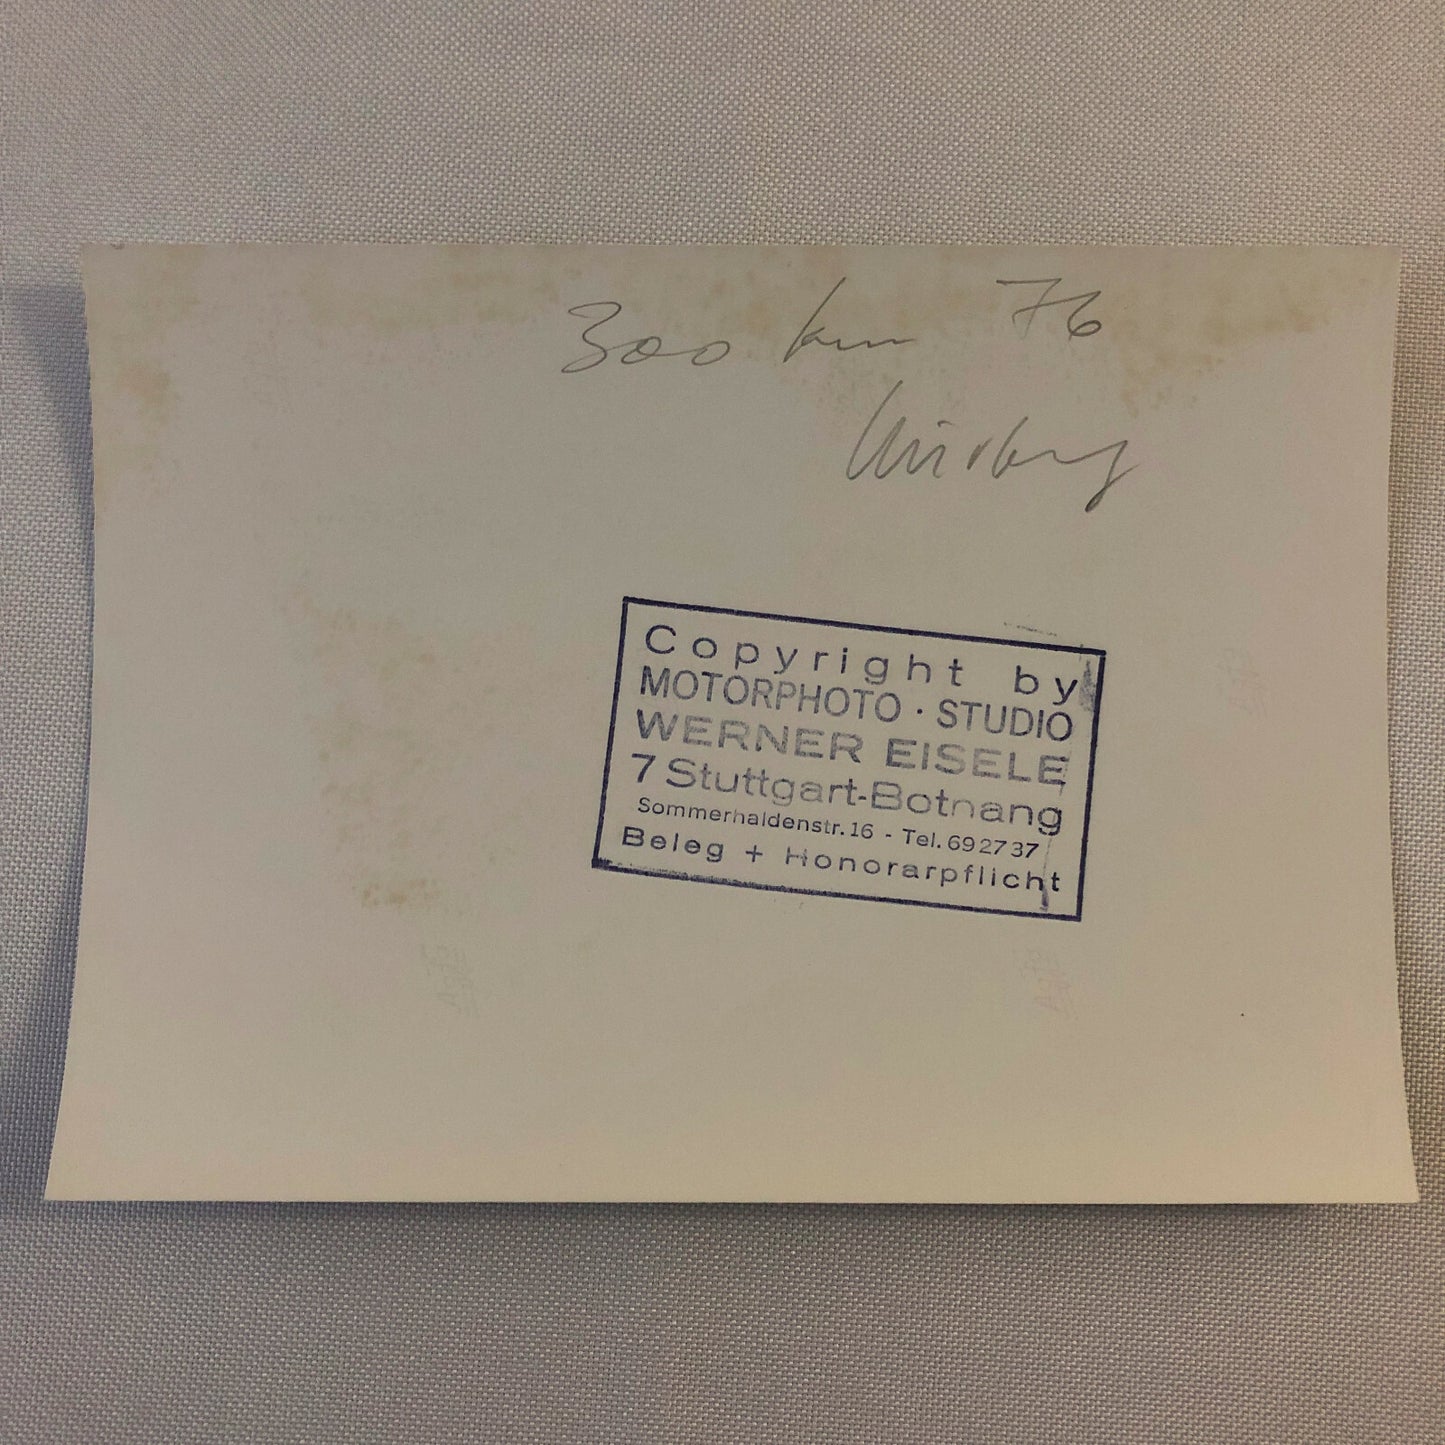 300 km 76
Copyright by
MOTORPHOTO · STUDIO
WERNER EISELE
7 Stuttgart-Botnang
Sommerhaldenstr. 16 - Tel. 692737
Beleg + Honorarpflicht